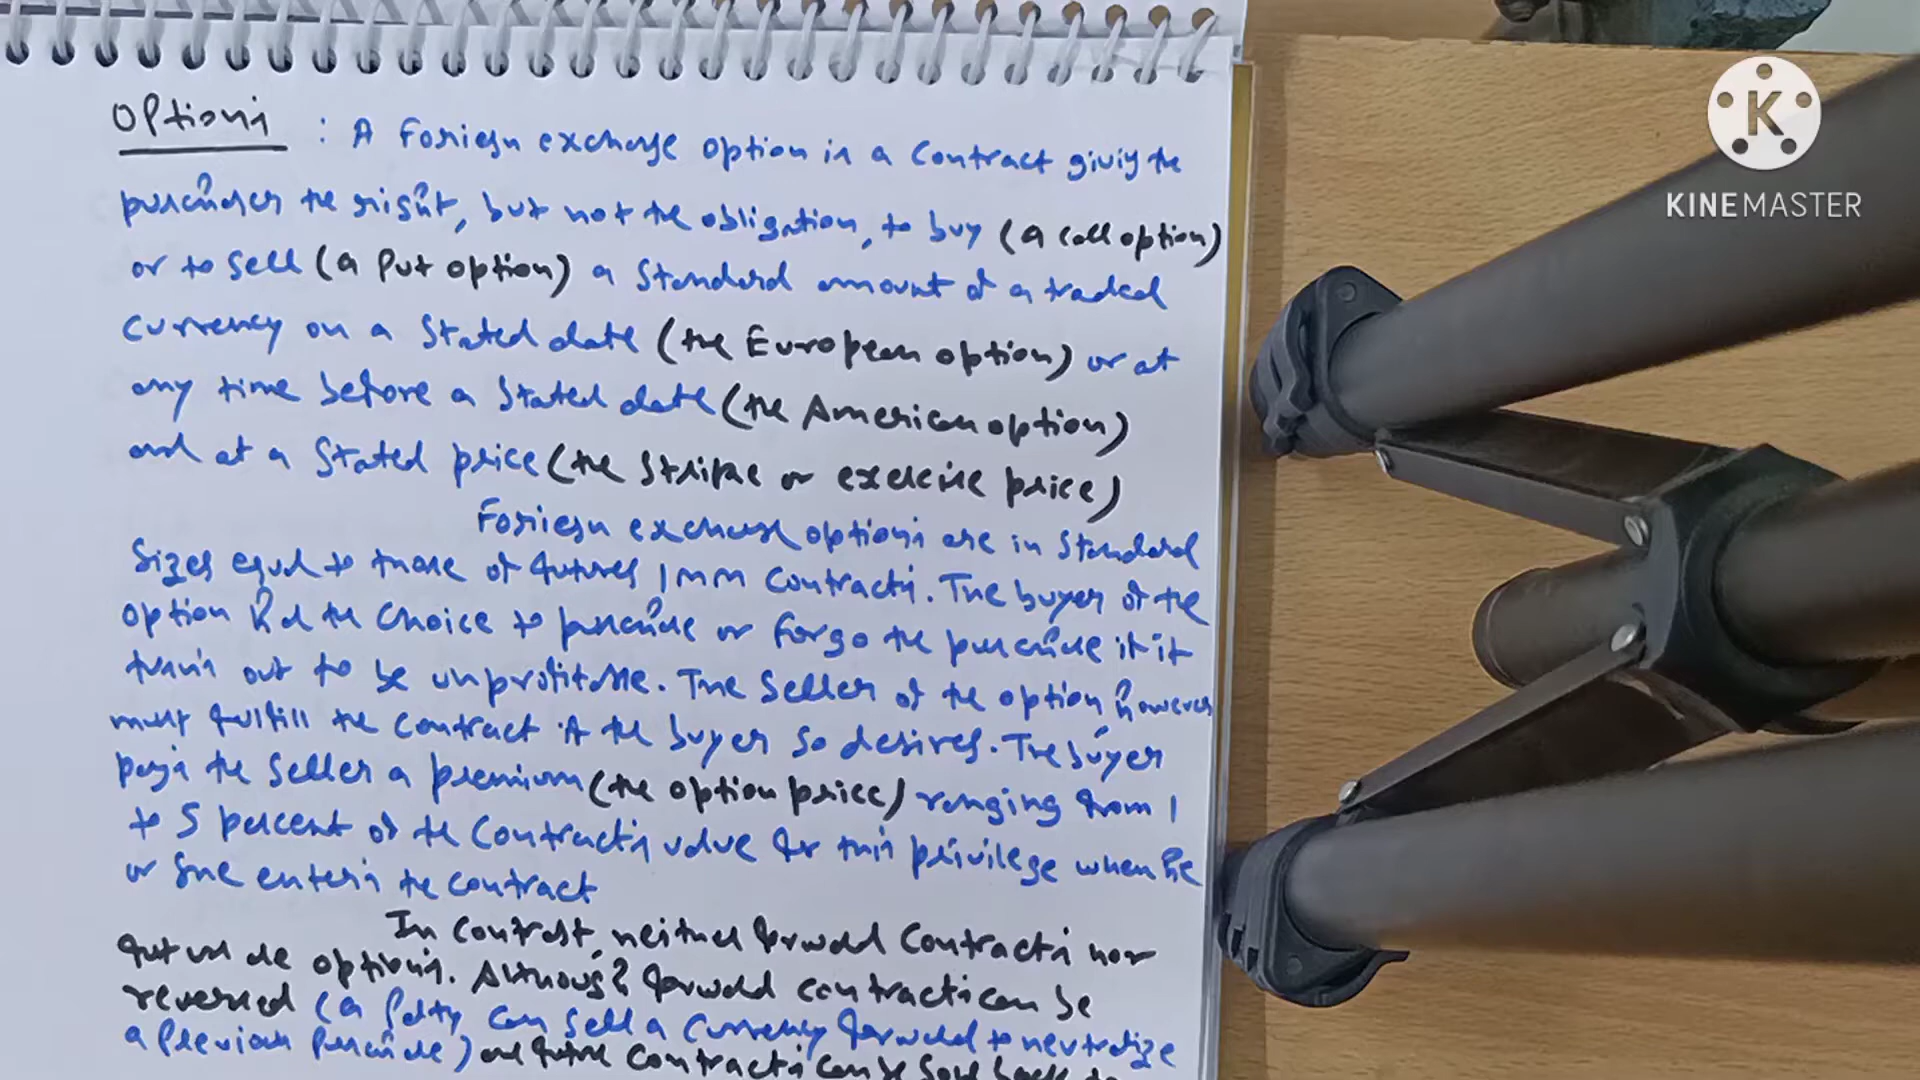 Options : A Foriegn exchange option is a contract giving the
purchaser the right, but not the obligation, to buy (a call option)
or to sell (a Put option) a standard amount of a traded
currency on a stated date (the European option) or at
any time before a stated date (the American option)
and at a stated price (the strike or exercise price)
Foriegn exchange options are in standard
sizes equal to those of futures IMM contracts. The buyer of the
option has the choice to purchase or forgo the purchase if it
turns out to be unprofitable. The seller of the option however
must fulfill the contract if the buyer so desires. The buyer
pays the seller a premium (the option price) ranging from 1
to 5 percent of the contracts value for this privilege when he
or she enters the contract
In contrast, neither forward contracts nor
futures are options. Although forward contracts can be
reversed (a party can sell a currency forward to neutralize
a previous purchase) and future contracts can be sold back to
K
KINEMASTER